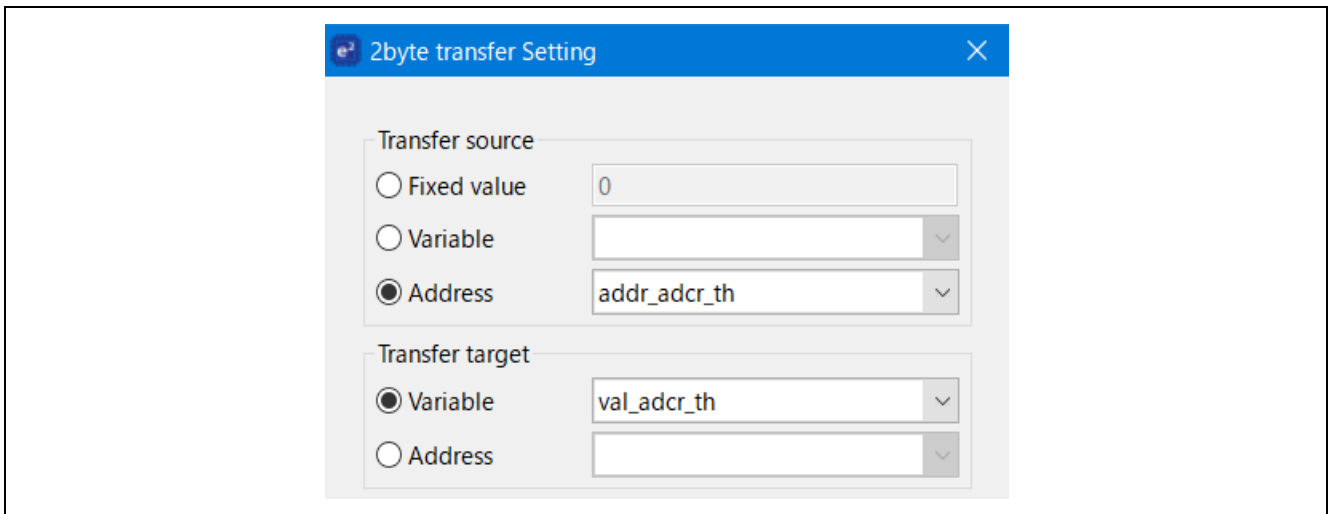 e² 2byte transfer Setting
Transfer source
Fixed value 0
Variable
Address addr_adcr_th
Transfer target
Variable val_adcr_th
Address